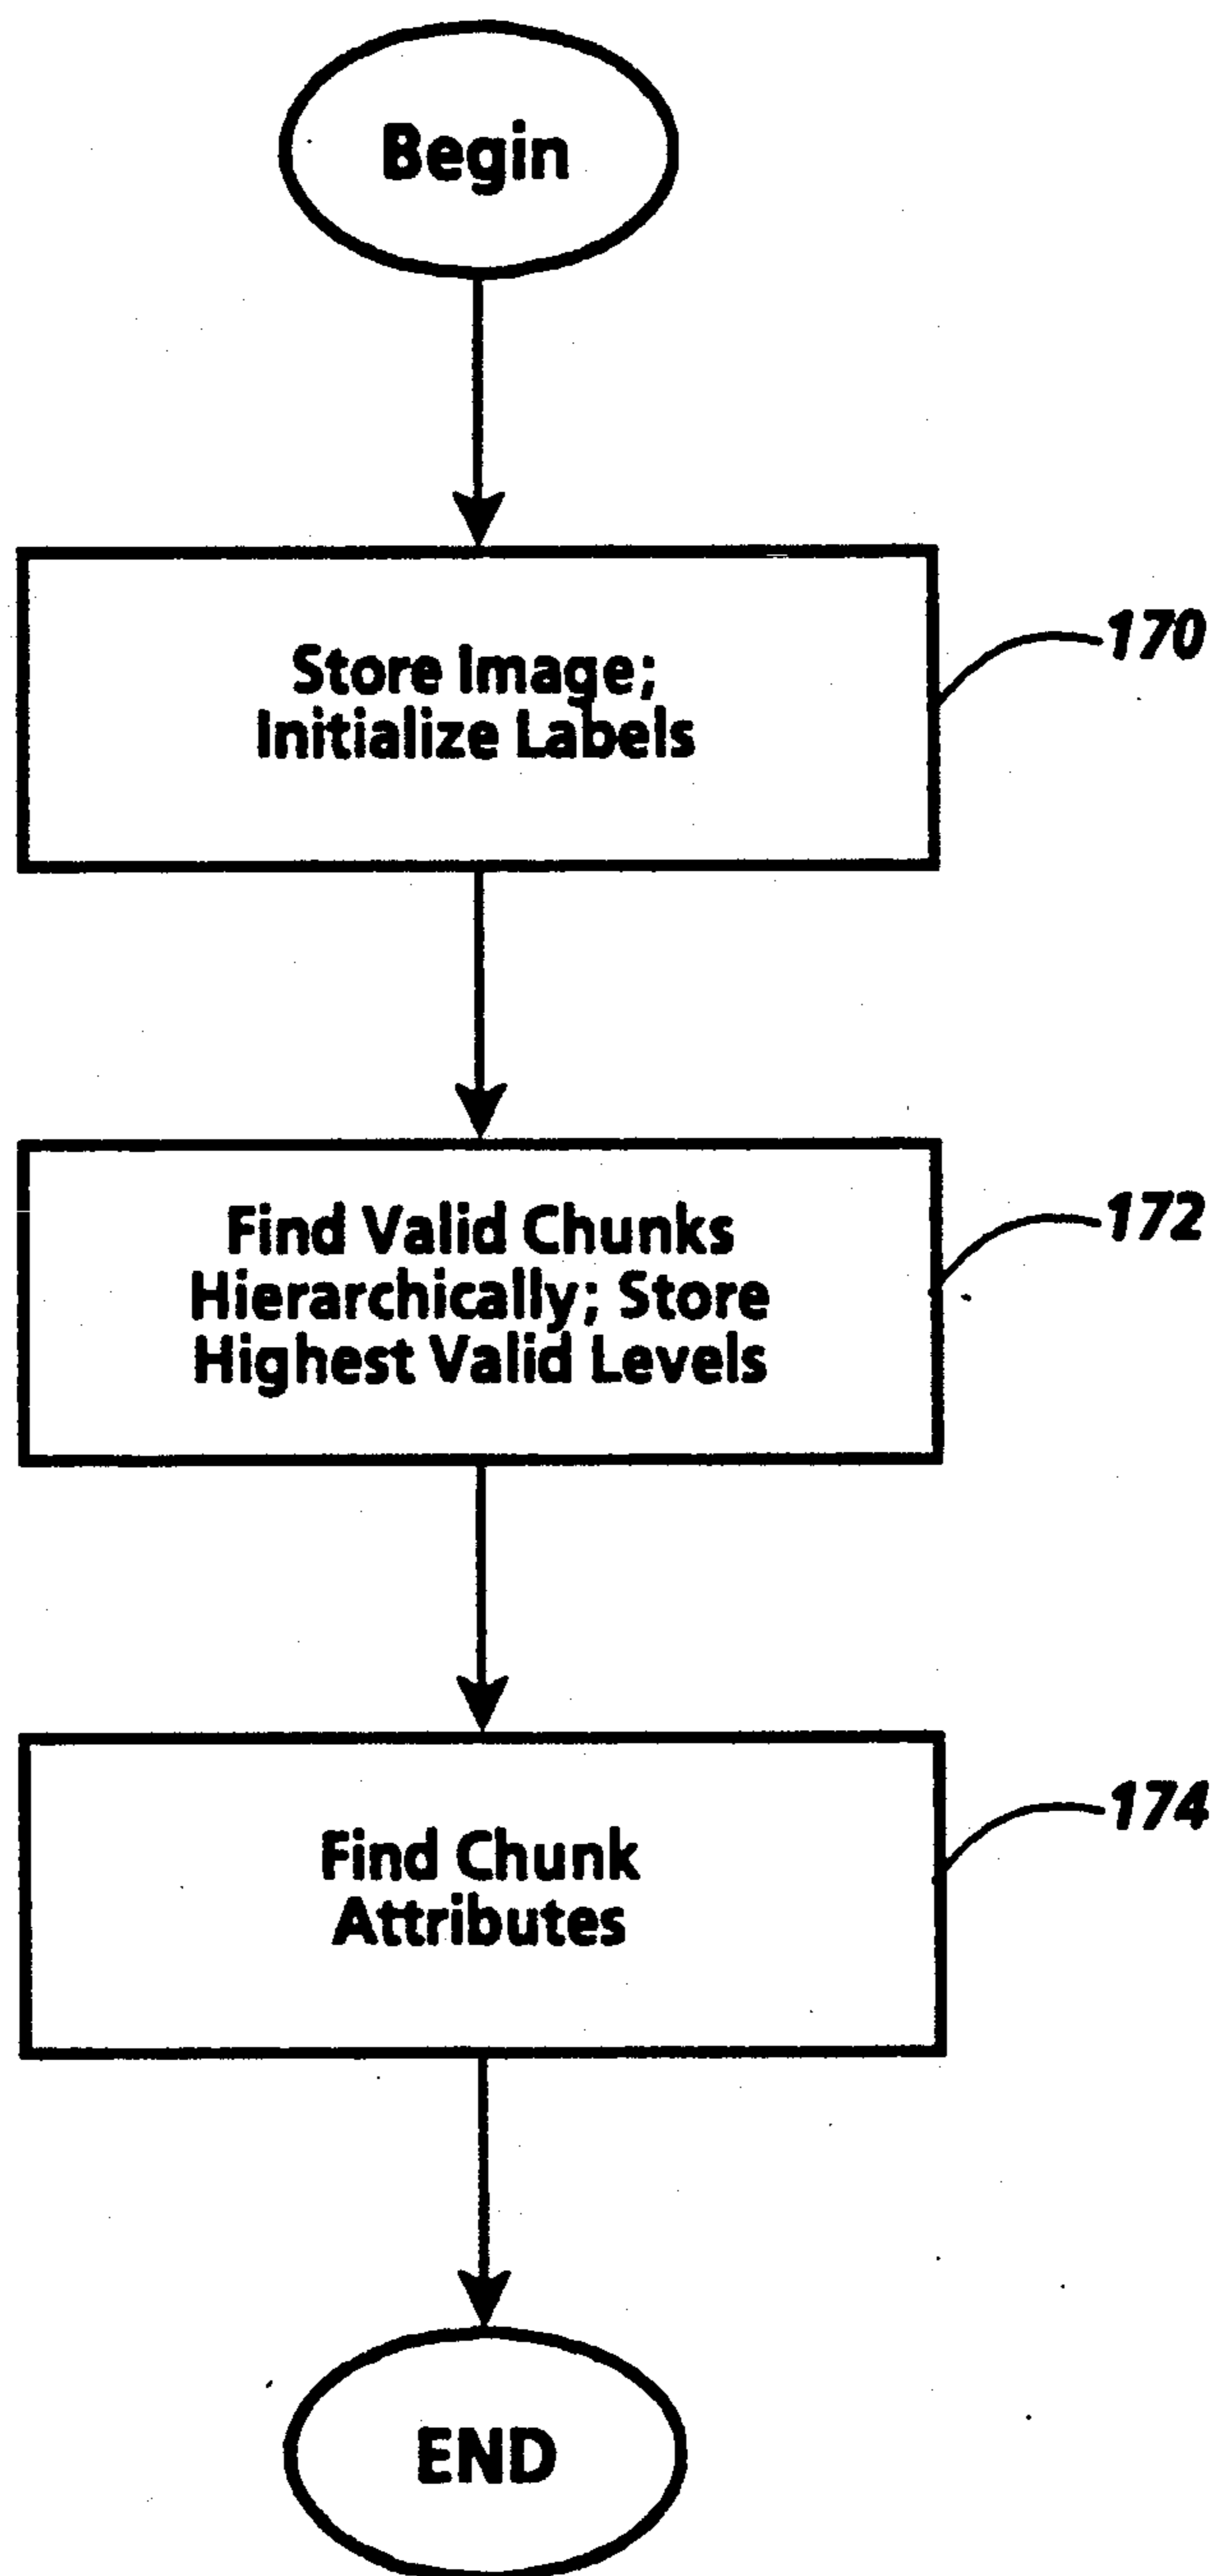 Begin
Store Image;
Initialize Labels
170
Find Valid Chunks
Hierarchically; Store
Highest Valid Levels
172
Find Chunk
Attributes
174
END